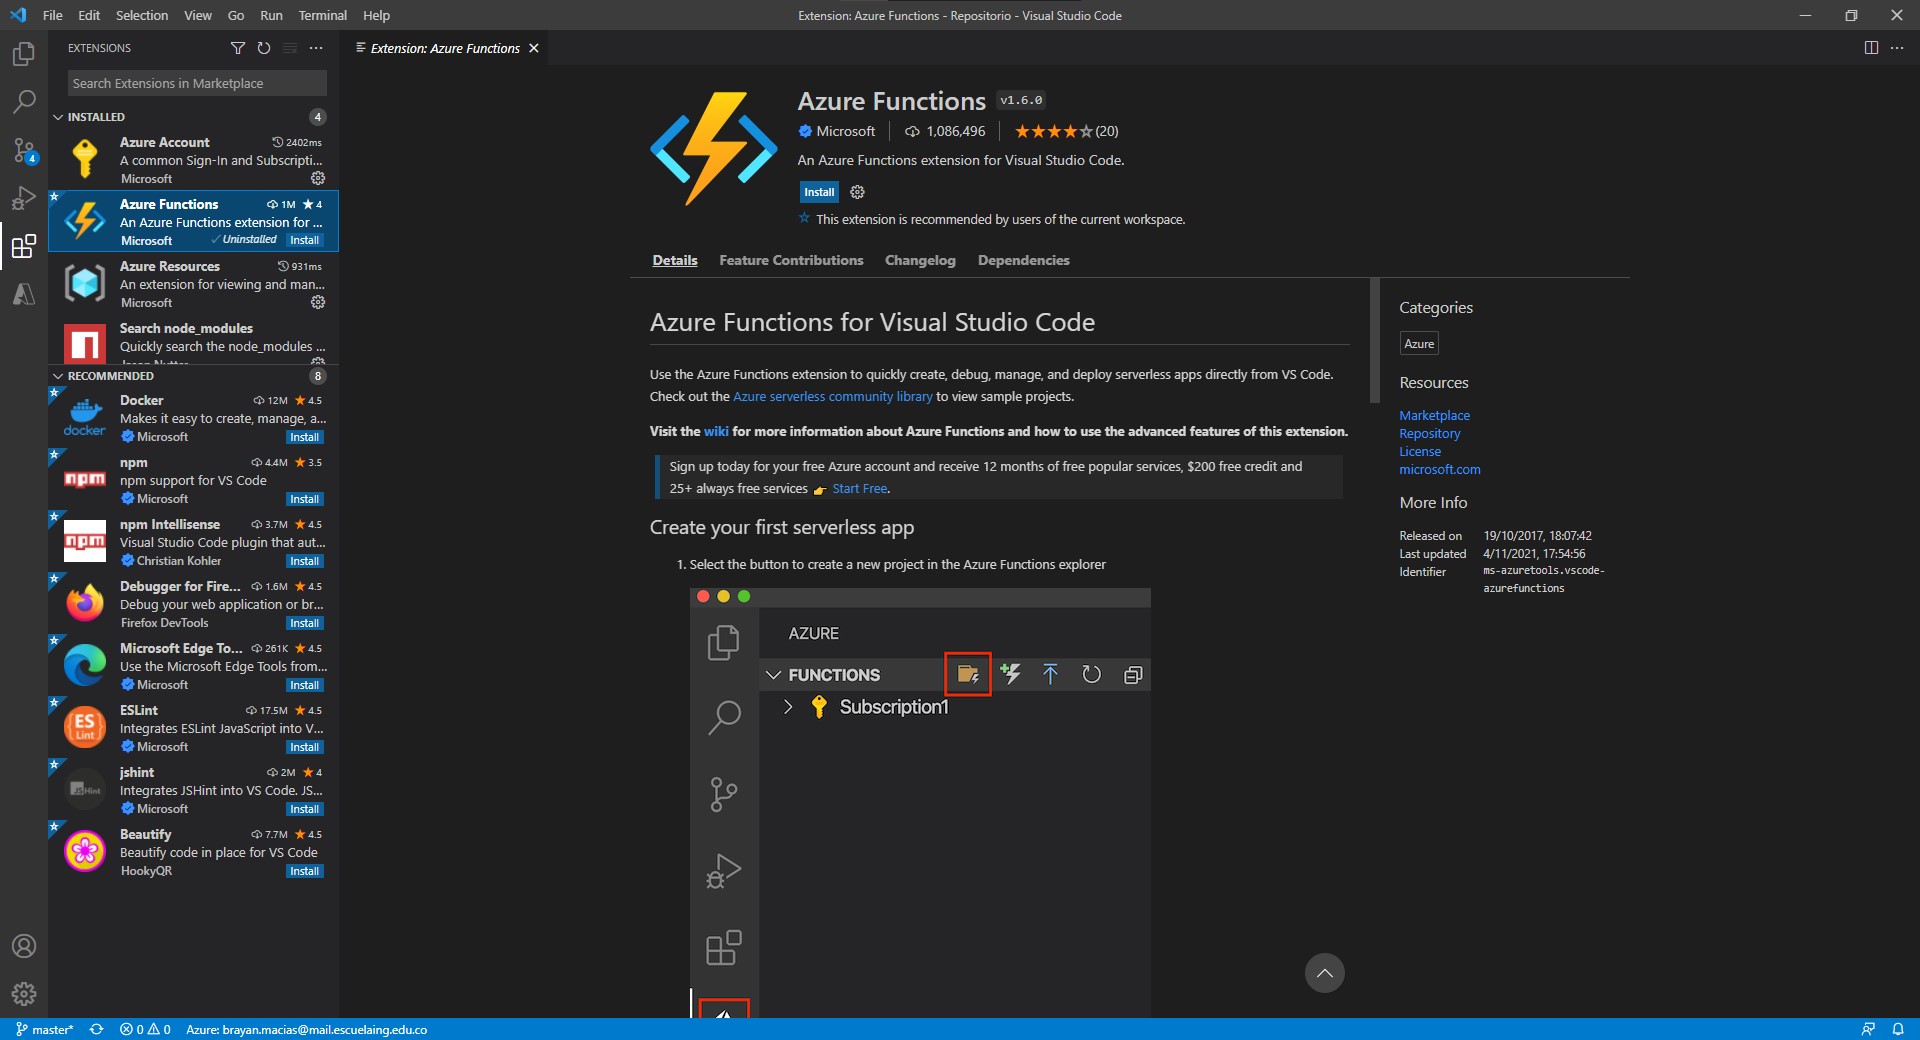 File Edit Selection View Go Run Terminal Help
Extension: Azure Functions - Repositorio - Visual Studio Code
EXTENSIONS
Search Extensions in Marketplace
INSTALLED 4
Azure Account 2402ms
A common Sign-In and Subscripti...
Microsoft
Azure Functions 1M 4
An Azure Functions extension for ...
Microsoft Uninstalled Install
Azure Resources 931ms
An extension for viewing and man...
Microsoft
Search node_modules
Quickly search the node_modules ...
RECOMMENDED 8
Docker 12M 4.5
Makes it easy to create, manage, a...
docker
Microsoft Install
npm 4.4M 3.5
npm support for VS Code
npm
Microsoft Install
npm Intellisense 3.7M 4.5
Visual Studio Code plugin that aut...
npm
Christian Kohler Install
Debugger for Fire... 1.6M 4.5
Debug your web application or br...
Firefox DevTools Install
Microsoft Edge To... 261K 4.5
Use the Microsoft Edge Tools from...
Microsoft Install
ESLint 17.5M 4.5
Integrates ESLint JavaScript into V...
ES
Lint
Microsoft Install
jshint 2M 4
Integrates JSHint into VS Code. JS...
JSHint
Microsoft Install
Beautify 7.7M 4.5
Beautify code in place for VS Code
HookyQR Install
4
Extension: Azure Functions
Azure Functions v1.6.0
Microsoft 1,086,496 (20)
An Azure Functions extension for Visual Studio Code.
Install
This extension is recommended by users of the current workspace.
Details Feature Contributions Changelog Dependencies
Azure Functions for Visual Studio Code
Use the Azure Functions extension to quickly create, debug, manage, and deploy serverless apps directly from VS Code.
Check out the Azure serverless community library to view sample projects.
Visit the wiki for more information about Azure Functions and how to use the advanced features of this extension.
Sign up today for your free Azure account and receive 12 months of free popular services, $200 free credit and
25+ always free services 👉 Start Free.
Create your first serverless app
1. Select the button to create a new project in the Azure Functions explorer
AZURE
FUNCTIONS
Subscription1
Categories
Azure
Resources
Marketplace
Repository
License
microsoft.com
More Info
Released on 19/10/2017, 18:07:42
Last updated 4/11/2021, 17:54:56
Identifier ms-azuretools.vscode-
azurefunctions
master* 0 0 Azure: brayan.macias@mail.escuelaing.edu.co